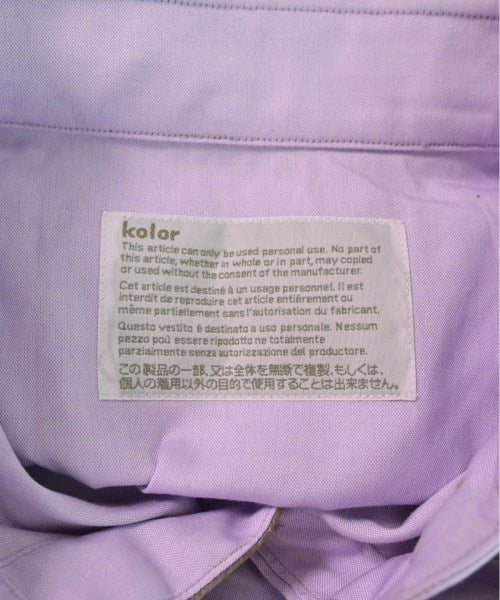 kolor
This article can only be used personal use. No part of
this article, whether in whole or in part, may copied
or used without the consent of the manufacturer.
Cet article est destiné à un usage personnel. Il est
interdit de reproduire cet article entiérement ou
même partiellement sans l'autorisation du fabricant.
Questo vestito é destinato a uso personale. Nessum
pezzo poú essere ripodotto ne totalmente
parzialmente senza autorizzazione del productore.
この製品の一部、又は全体を無断で複製、もしくは、
個人の着用以外の目的で使用することは出来ません。